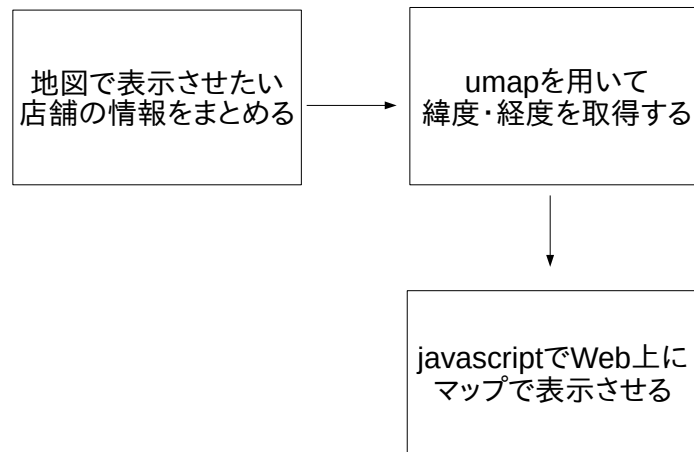 地図で表示させたい
店舗の情報をまとめる
umapを用いて
緯度・経度を取得する
javascriptでWeb上に
マップで表示させる